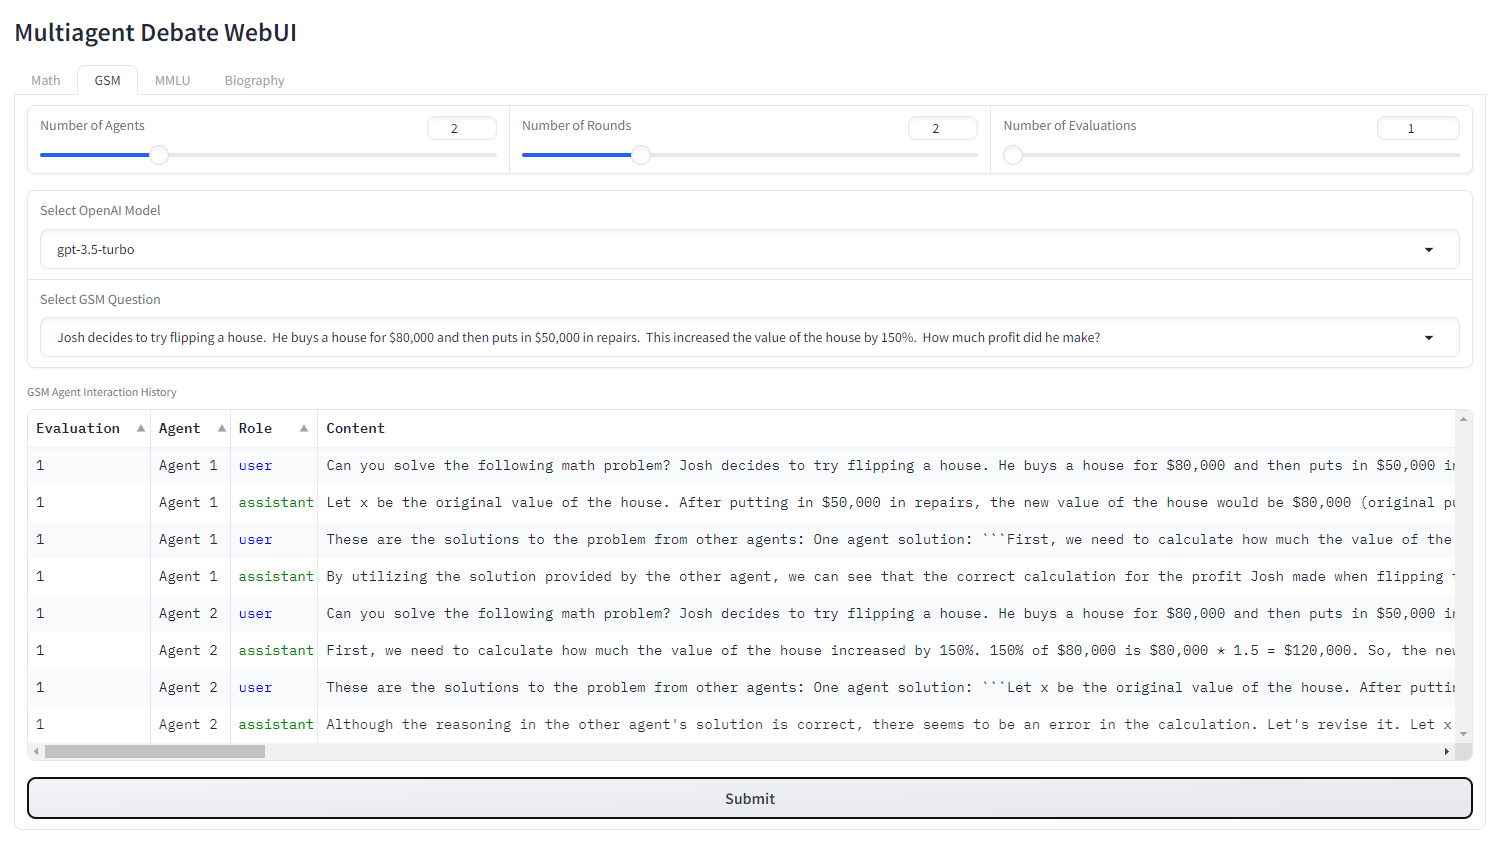 Multiagent Debate WebUI
Math GSM MMLU Biography
Number of Agents 2 Number of Rounds 2 Number of Evaluations 1
Select OpenAI Model
gpt-3.5-turbo
Select GSM Question
Josh decides to try flipping a house. He buys a house for $80,000 and then puts in $50,000 in repairs. This increased the value of the house by 150%. How much profit did he make?
GSM Agent Interaction History
Evaluation Agent Role Content
1 Agent 1 user Can you solve the following math problem? Josh decides to try flipping a house. He buys a house for $80,000 and then puts in $50,000 in
1 Agent 1 assistant Let x be the original value of the house. After putting in $50,000 in repairs, the new value of the house would be $80,000 (original pu
1 Agent 1 user These are the solutions to the problem from other agents: One agent solution: ```First, we need to calculate how much the value of the
1 Agent 1 assistant By utilizing the solution provided by the other agent, we can see that the correct calculation for the profit Josh made when flipping
1 Agent 2 user Can you solve the following math problem? Josh decides to try flipping a house. He buys a house for $80,000 and then puts in $50,000 in
1 Agent 2 assistant First, we need to calculate how much the value of the house increased by 150%. 150% of $80,000 is $80,000 * 1.5 = $120,000. So, the new
1 Agent 2 user These are the solutions to the problem from other agents: One agent solution: ```Let x be the original value of the house. After puttin
1 Agent 2 assistant Although the reasoning in the other agent's solution is correct, there seems to be an error in the calculation. Let's revise it. Let x
Submit